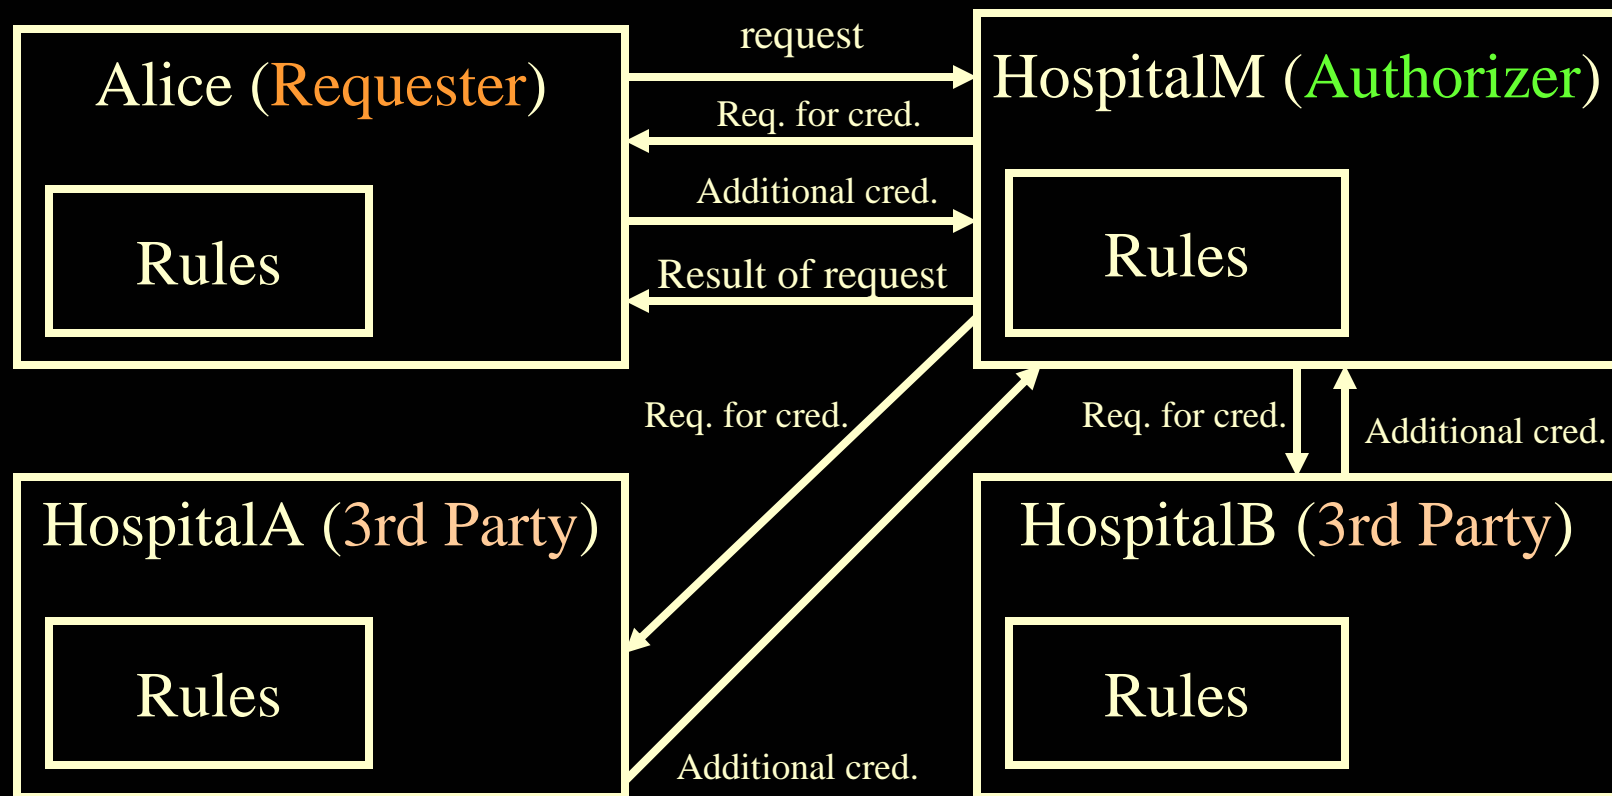 Alice (Requester)
Rules
request
Req. for cred.
Additional cred.
Result of request
HospitalM (Authorizer)
Rules
Req. for cred.
Req. for cred.
Additional cred.
HospitalA (3rd Party)
Rules
Additional cred.
HospitalB (3rd Party)
Rules